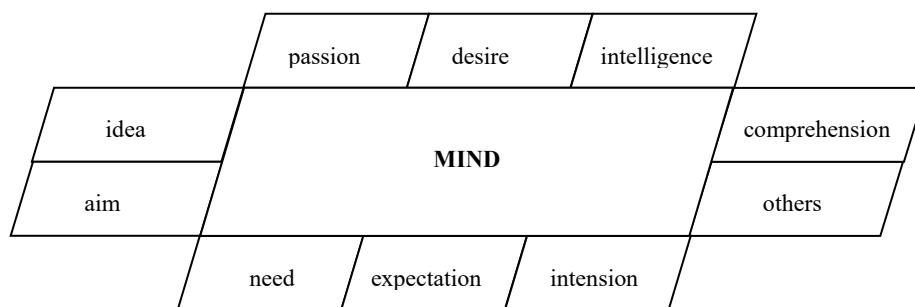 passion desire intelligence
idea comprehension
MIND
aim others
need expectation intension